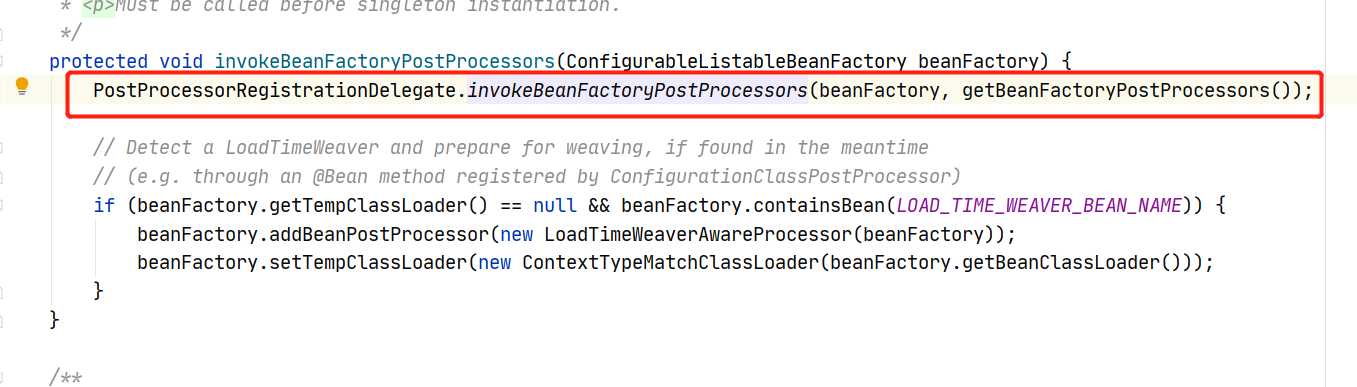 * <p>Must be called before singleton instantiation.
*/
protected void invokeBeanFactoryPostProcessors(ConfigurableListableBeanFactory beanFactory) {
PostProcessorRegistrationDelegate.invokeBeanFactoryPostProcessors(beanFactory, getBeanFactoryPostProcessors());
// Detect a LoadTimeWeaver and prepare for weaving, if found in the meantime
// (e.g. through an @Bean method registered by ConfigurationClassPostProcessor)
if (beanFactory.getTempClassLoader() == null && beanFactory.containsBean(LOAD_TIME_WEAVER_BEAN_NAME)) {
beanFactory.addBeanPostProcessor(new LoadTimeWeaverAwareProcessor(beanFactory));
beanFactory.setTempClassLoader(new ContextTypeMatchClassLoader(beanFactory.getBeanClassLoader()));
}
}
/**